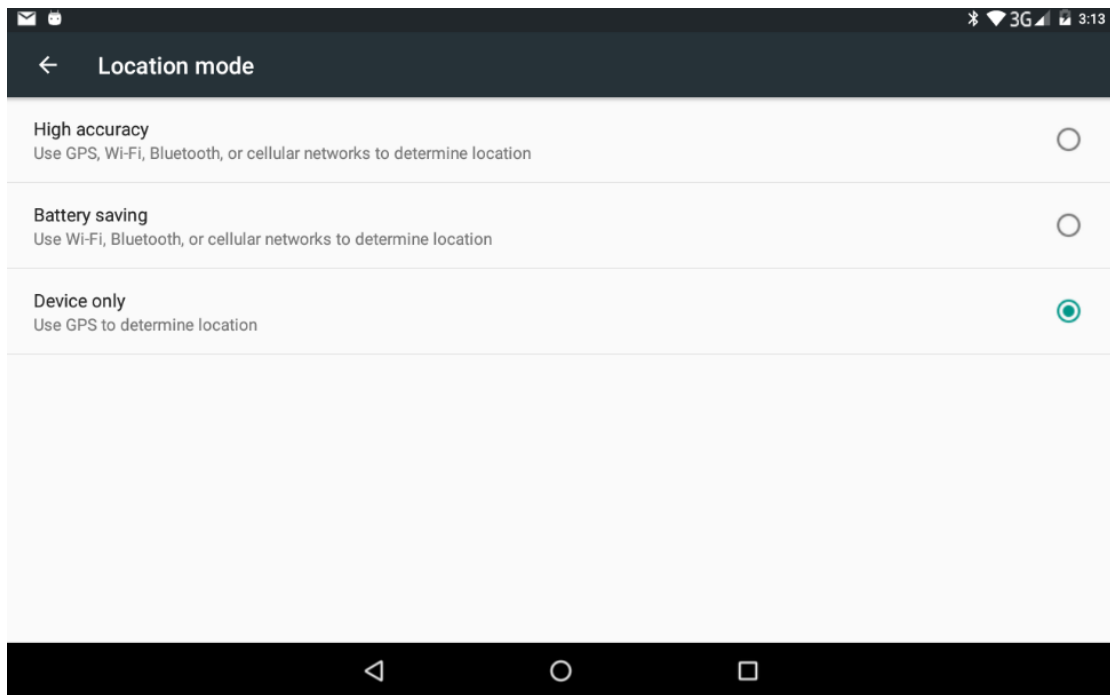 3G 3:13
Location mode
High accuracy
Use GPS, Wi-Fi, Bluetooth, or cellular networks to determine location
Battery saving
Use Wi-Fi, Bluetooth, or cellular networks to determine location
Device only
Use GPS to determine location